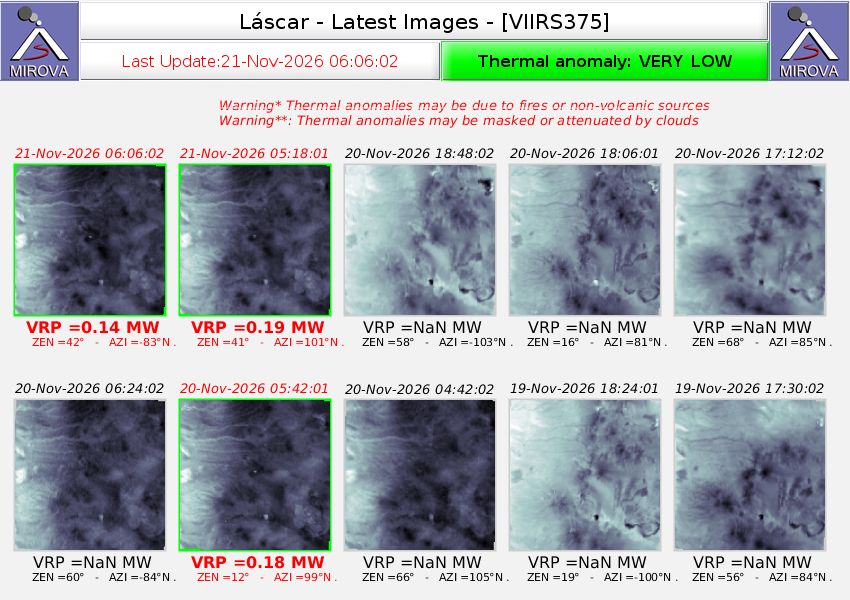 Láscar - Latest Images - [VIIRS375]
MIROVA
Last Update:21-Nov-2026 06:06:02
Thermal anomaly: VERY LOW
MIROVA
Warning* Thermal anomalies may be due to fires or non-volcanic sources
Warning**: Thermal anomalies may be masked or attenuated by clouds
21-Nov-2026 06:06:02 21-Nov-2026 05:18:01 20-Nov-2026 18:48:02 20-Nov-2026 18:06:01 20-Nov-2026 17:12:02
VRP =0.14 MW VRP =0.19 MW VRP =NaN MW VRP =NaN MW VRP =NaN MW
ZEN =42° - AZI =-83°N . ZEN =41° - AZI =101°N . ZEN =58° - AZI =-103°N . ZEN =16° - AZI =81°N . ZEN =68° - AZI =85°N .
20-Nov-2026 06:24:02 20-Nov-2026 05:42:01 20-Nov-2026 04:42:02 19-Nov-2026 18:24:01 19-Nov-2026 17:30:02
VRP =NaN MW VRP =0.18 MW VRP =NaN MW VRP =NaN MW VRP =NaN MW
ZEN =60° - AZI =-84°N . ZEN =12° - AZI =99°N . ZEN =66° - AZI =105°N . ZEN =19° - AZI =-100°N . ZEN =56° - AZI =84°N .